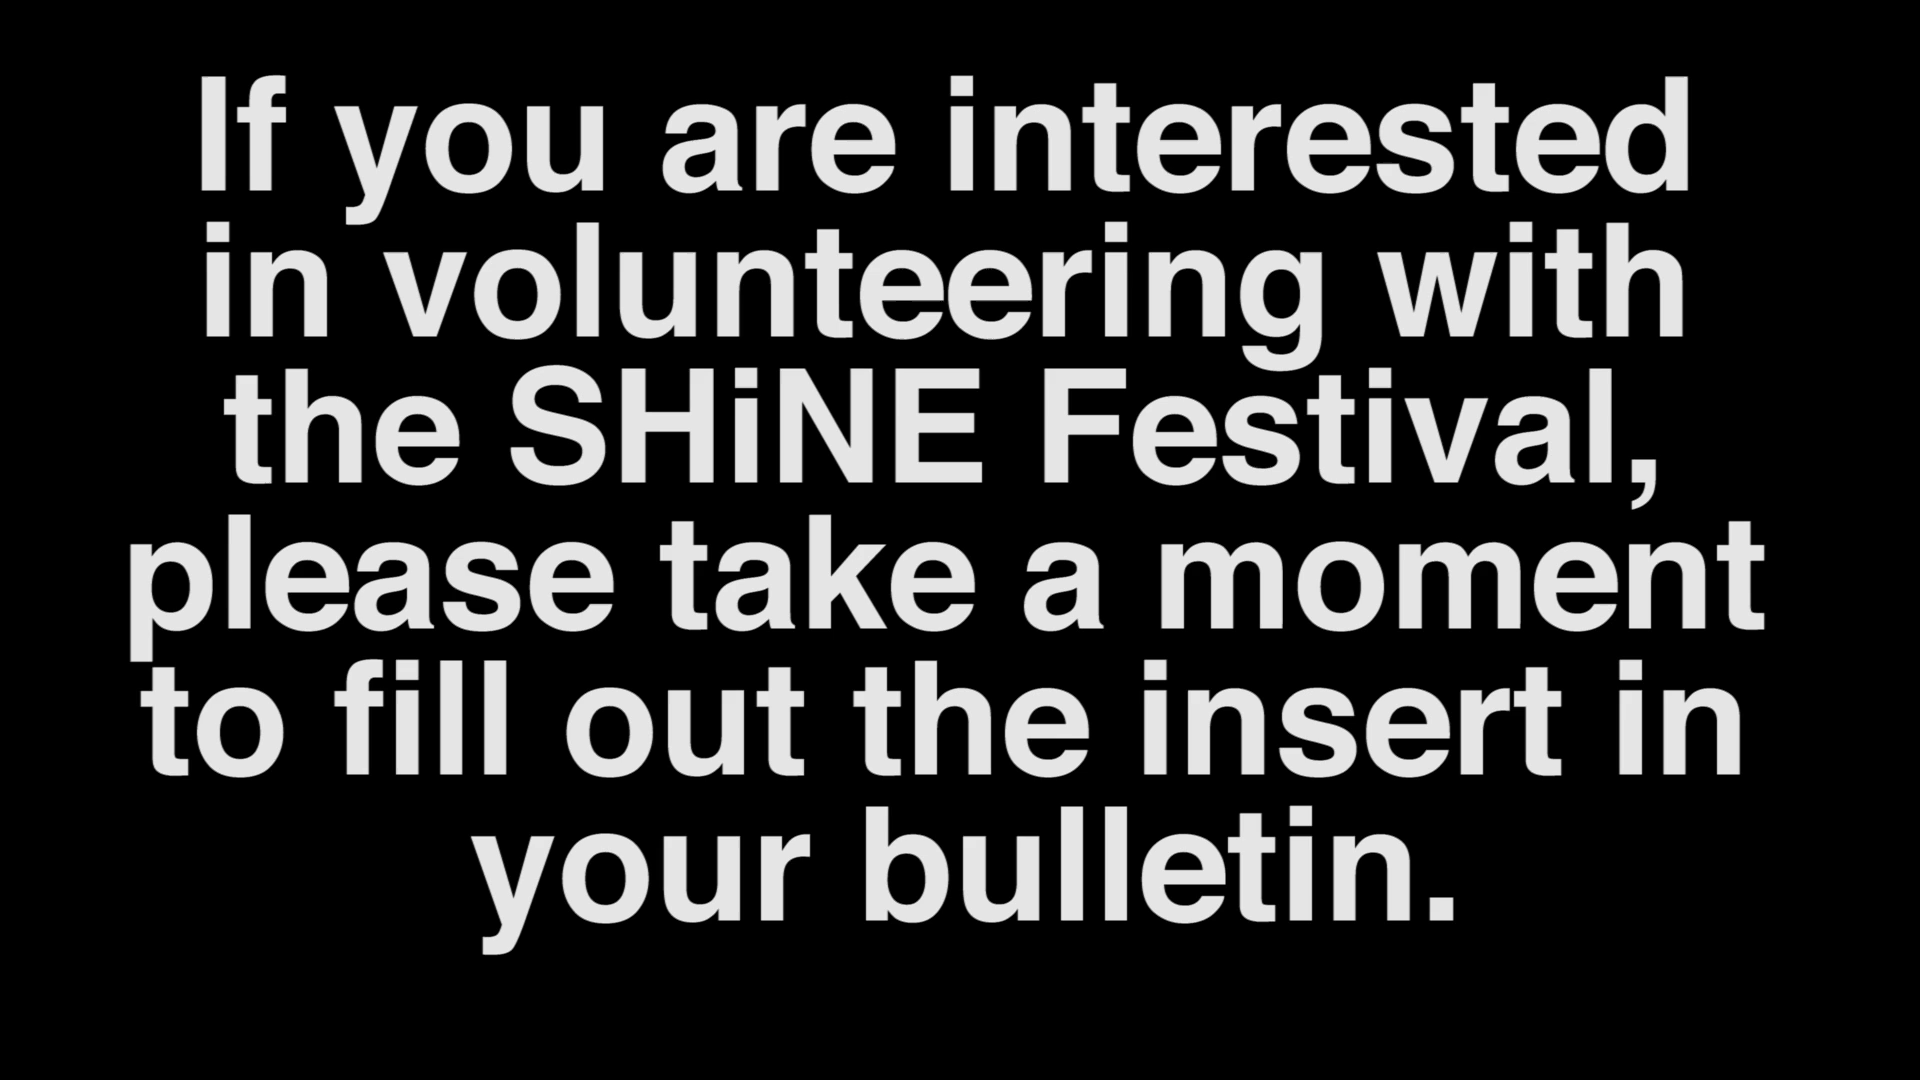 If you are interested
in volunteering with
the SHiNE Festival,
please take a moment
to fill out the insert in
your bulletin.